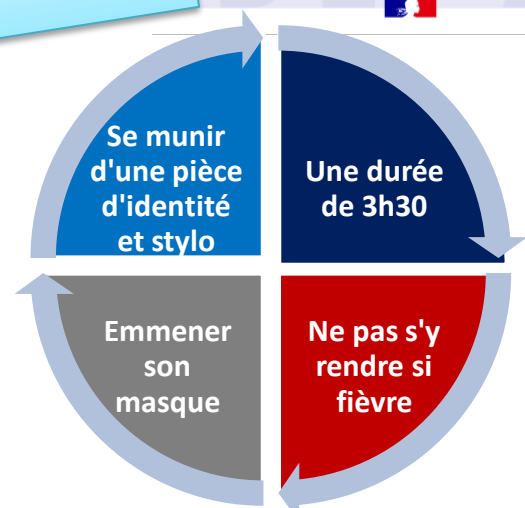 Se munir
d'une pièce
d'identité
et stylo
Une durée
de 3h30
Emmener
son
masque
Ne pas s'y
rendre si
fièvre